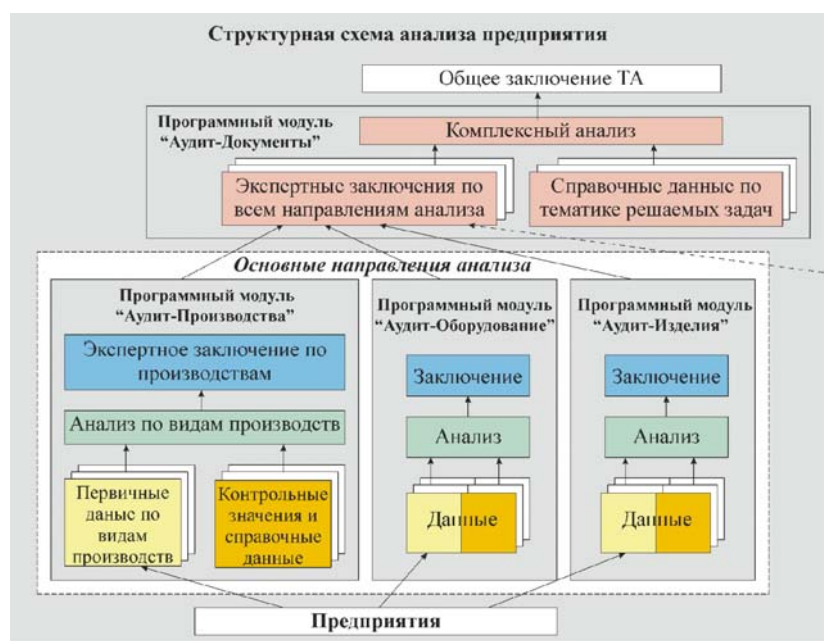 Структурная схема анализа предприятия
Общее заключение ТА
Программный модуль
“Аудит-Документы”
Комплексный анализ
Экспертные заключения по
всем направлениям анализа
Справочные данные по
тематике решаемых задач
Основные направления анализа
Программный модуль
“Аудит-Производства”
Экспертное заключение по
производствам
Анализ по видам производств
Первичные
даныс по
видам
производств
Контрольные
значения и
справочные
данные
Программный модуль
“Аудит-Оборудование”
Заключение
Анализ
Данные
Программный модуль
“Аудит-Изделия”
Заключение
Анализ
Данные
Предприятия